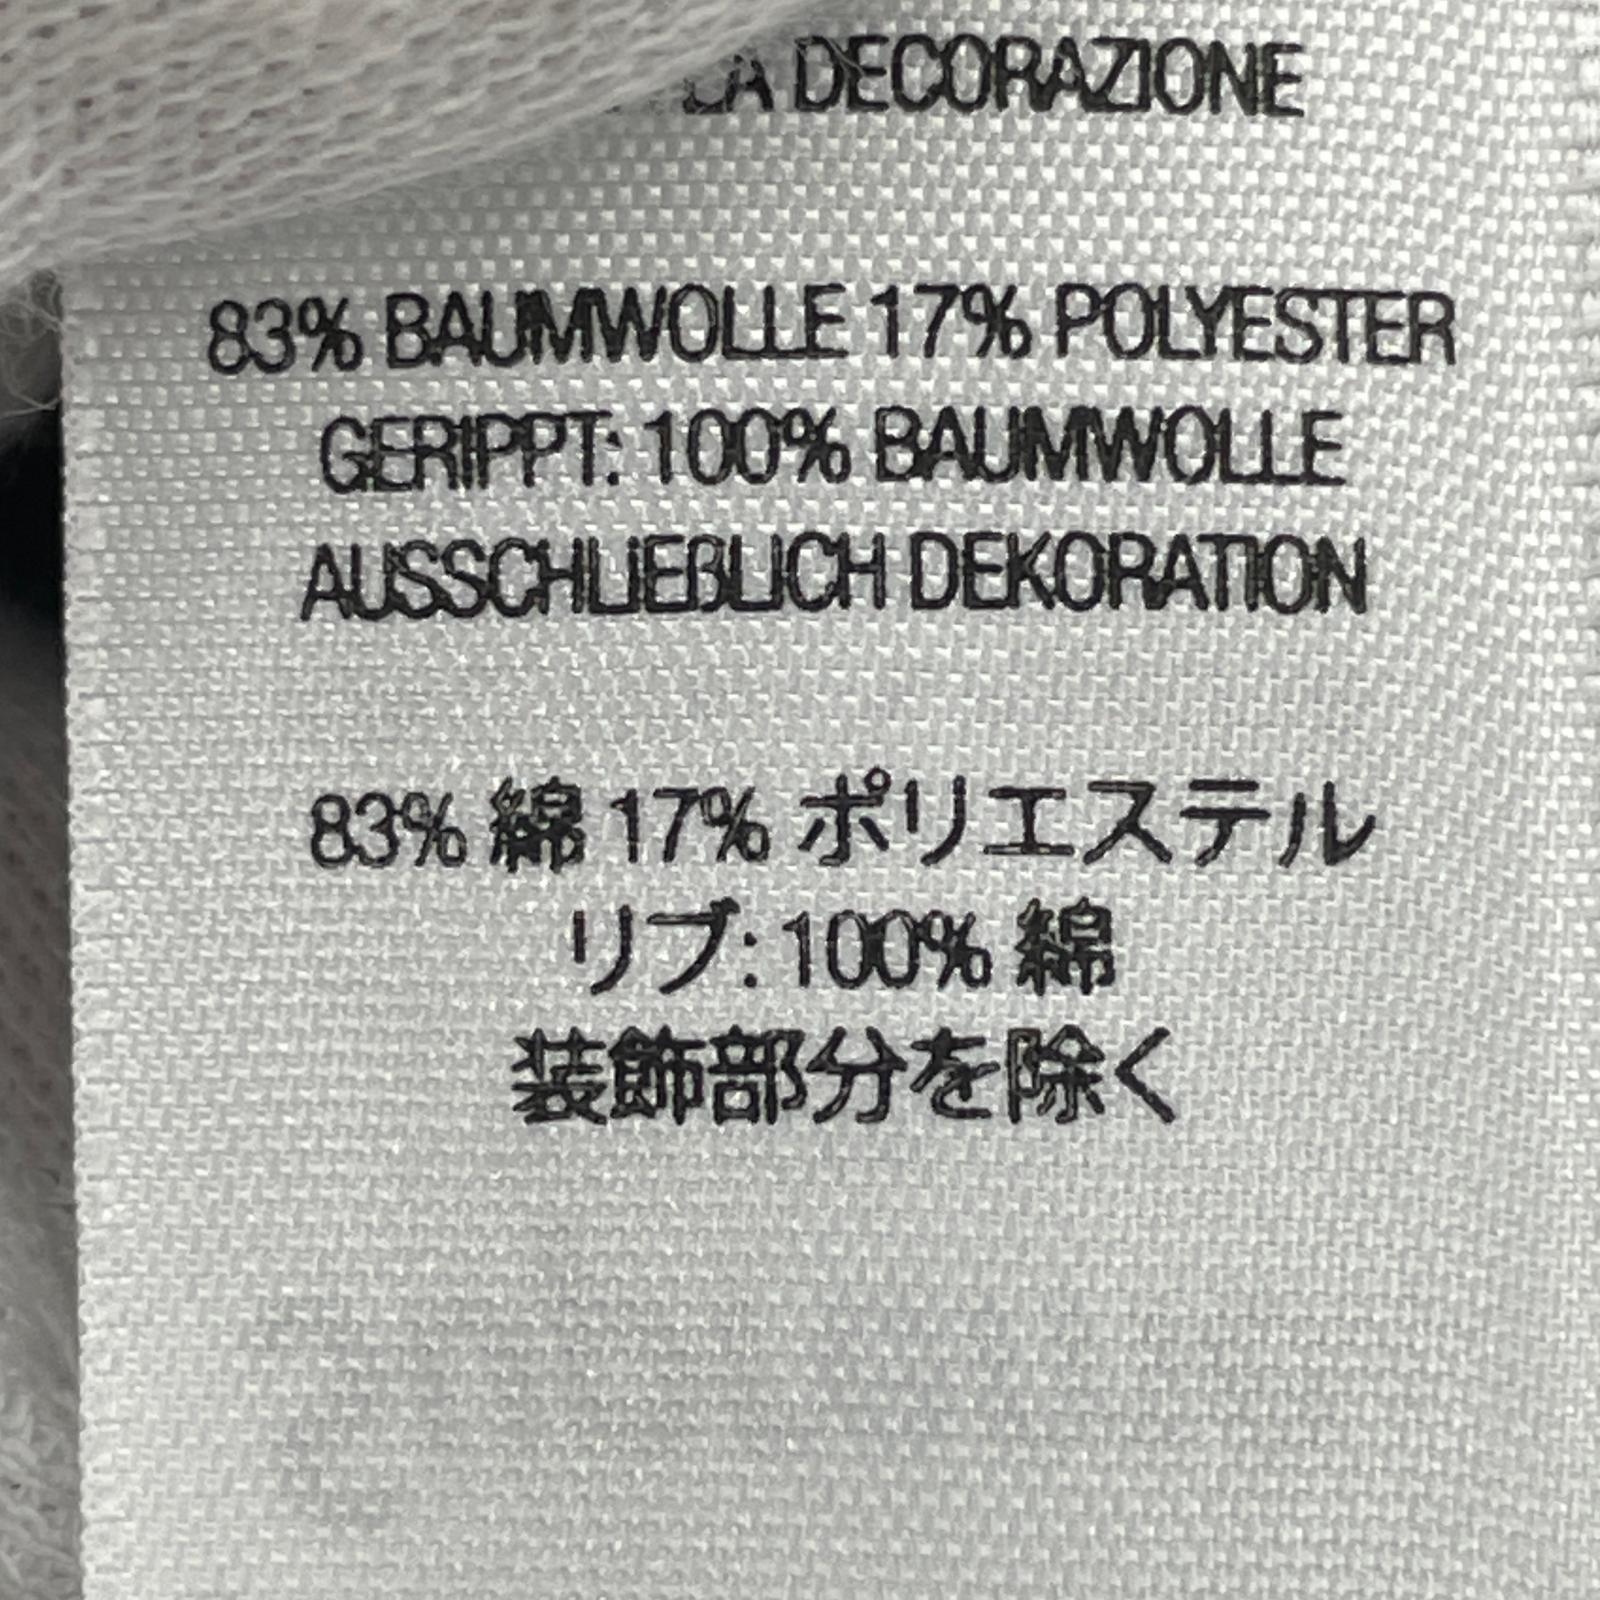 LA DECORAZIONE
83% BAUMWOLLE 17% POLYESTER
GERIPPT: 100% BAUMWOLLE
AUSSCHLIEßLICH DEKORATION
83% 綿 17% ポリエステル
リブ: 100% 綿
装飾部分を除く